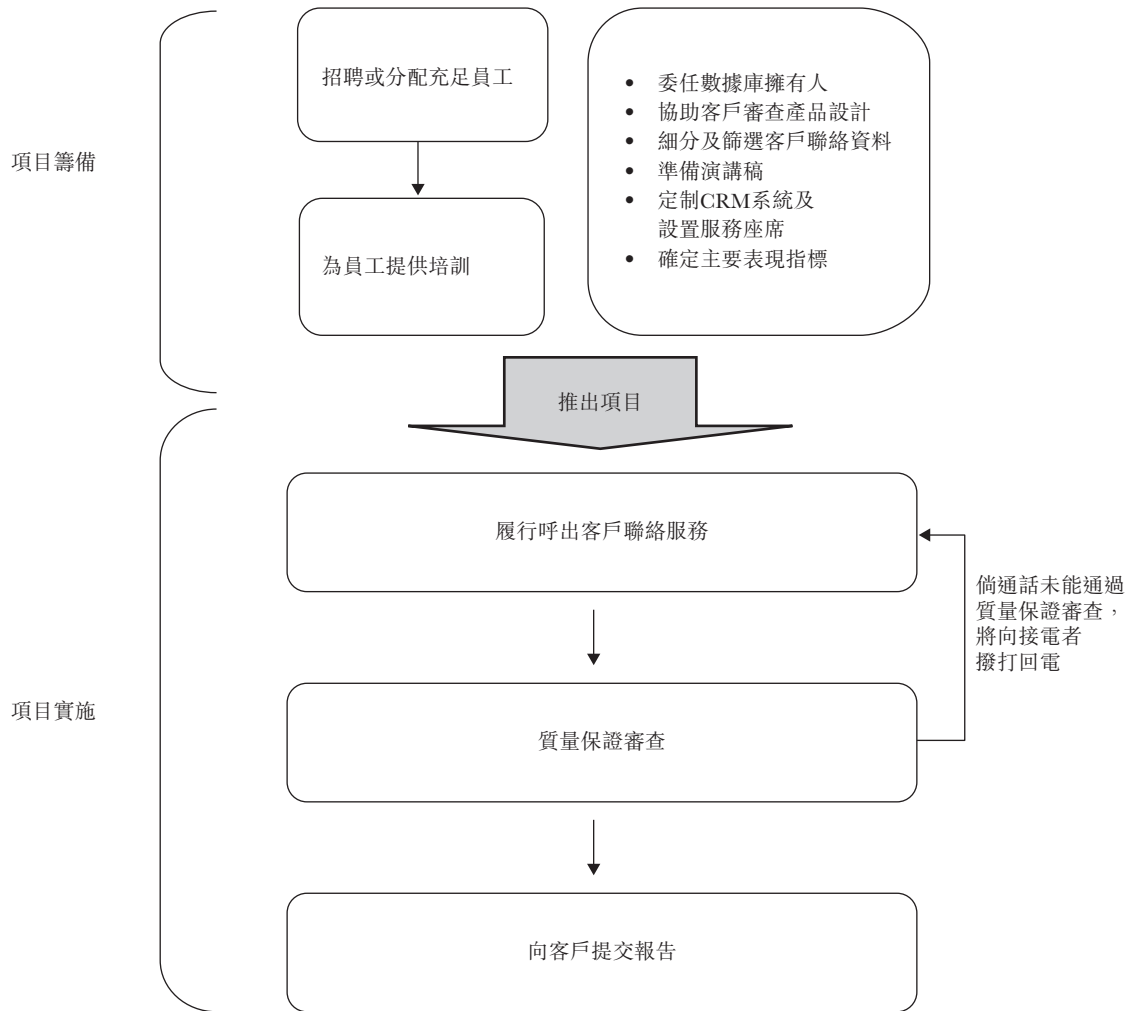 項目籌備
招聘或分配充足員工
為員工提供培訓
• 委任數據庫擁有人
• 協助客戶審查產品設計
• 細分及篩選客戶聯絡資料
• 準備演講稿
• 定制CRM系統及
設置服務座席
• 確定主要表現指標
推出項目
項目實施
履行呼出客戶聯絡服務
倘通話未能通過
質量保證審查，
將向接電者
撥打回電
質量保證審查
向客戶提交報告